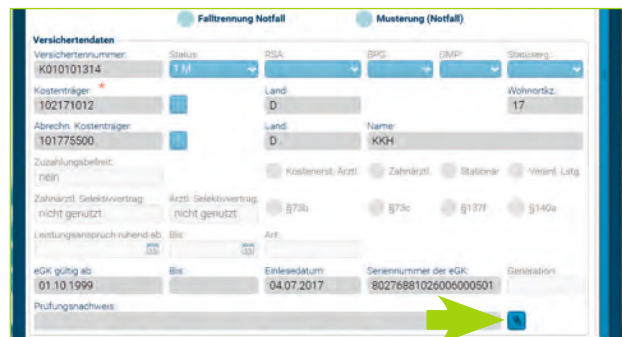 Falltrennung Notfall Musterung (Notfall)
Versichertendaten
Versichertennummer: Status: RSA: BPG: DMP: Statuserg.:
K010101314 1 M
Kostenträger: * Land: Wohnortkz.:
102171012 D 17
Abrechn. Kostenträger: Land: Name:
101775500 D KKH
Zuzahlungsbefreit:
nein Kostenerst. Ärztl. Zahnärztl. Stationär Veranl. Lstg.
Zahnärztl. Selektivvertrag: Ärztl. Selektivvertrag:
nicht genutzt nicht genutzt §73b §73c §137f §140a
Leistungsanspruch ruhend ab: Bis: Art:
eGK gültig ab: Bis: Einlesedatum: Seriennummer der eGK: Generation:
01.10.1999 04.07.2017 80276881026006000501
Prüfungsnachweis: